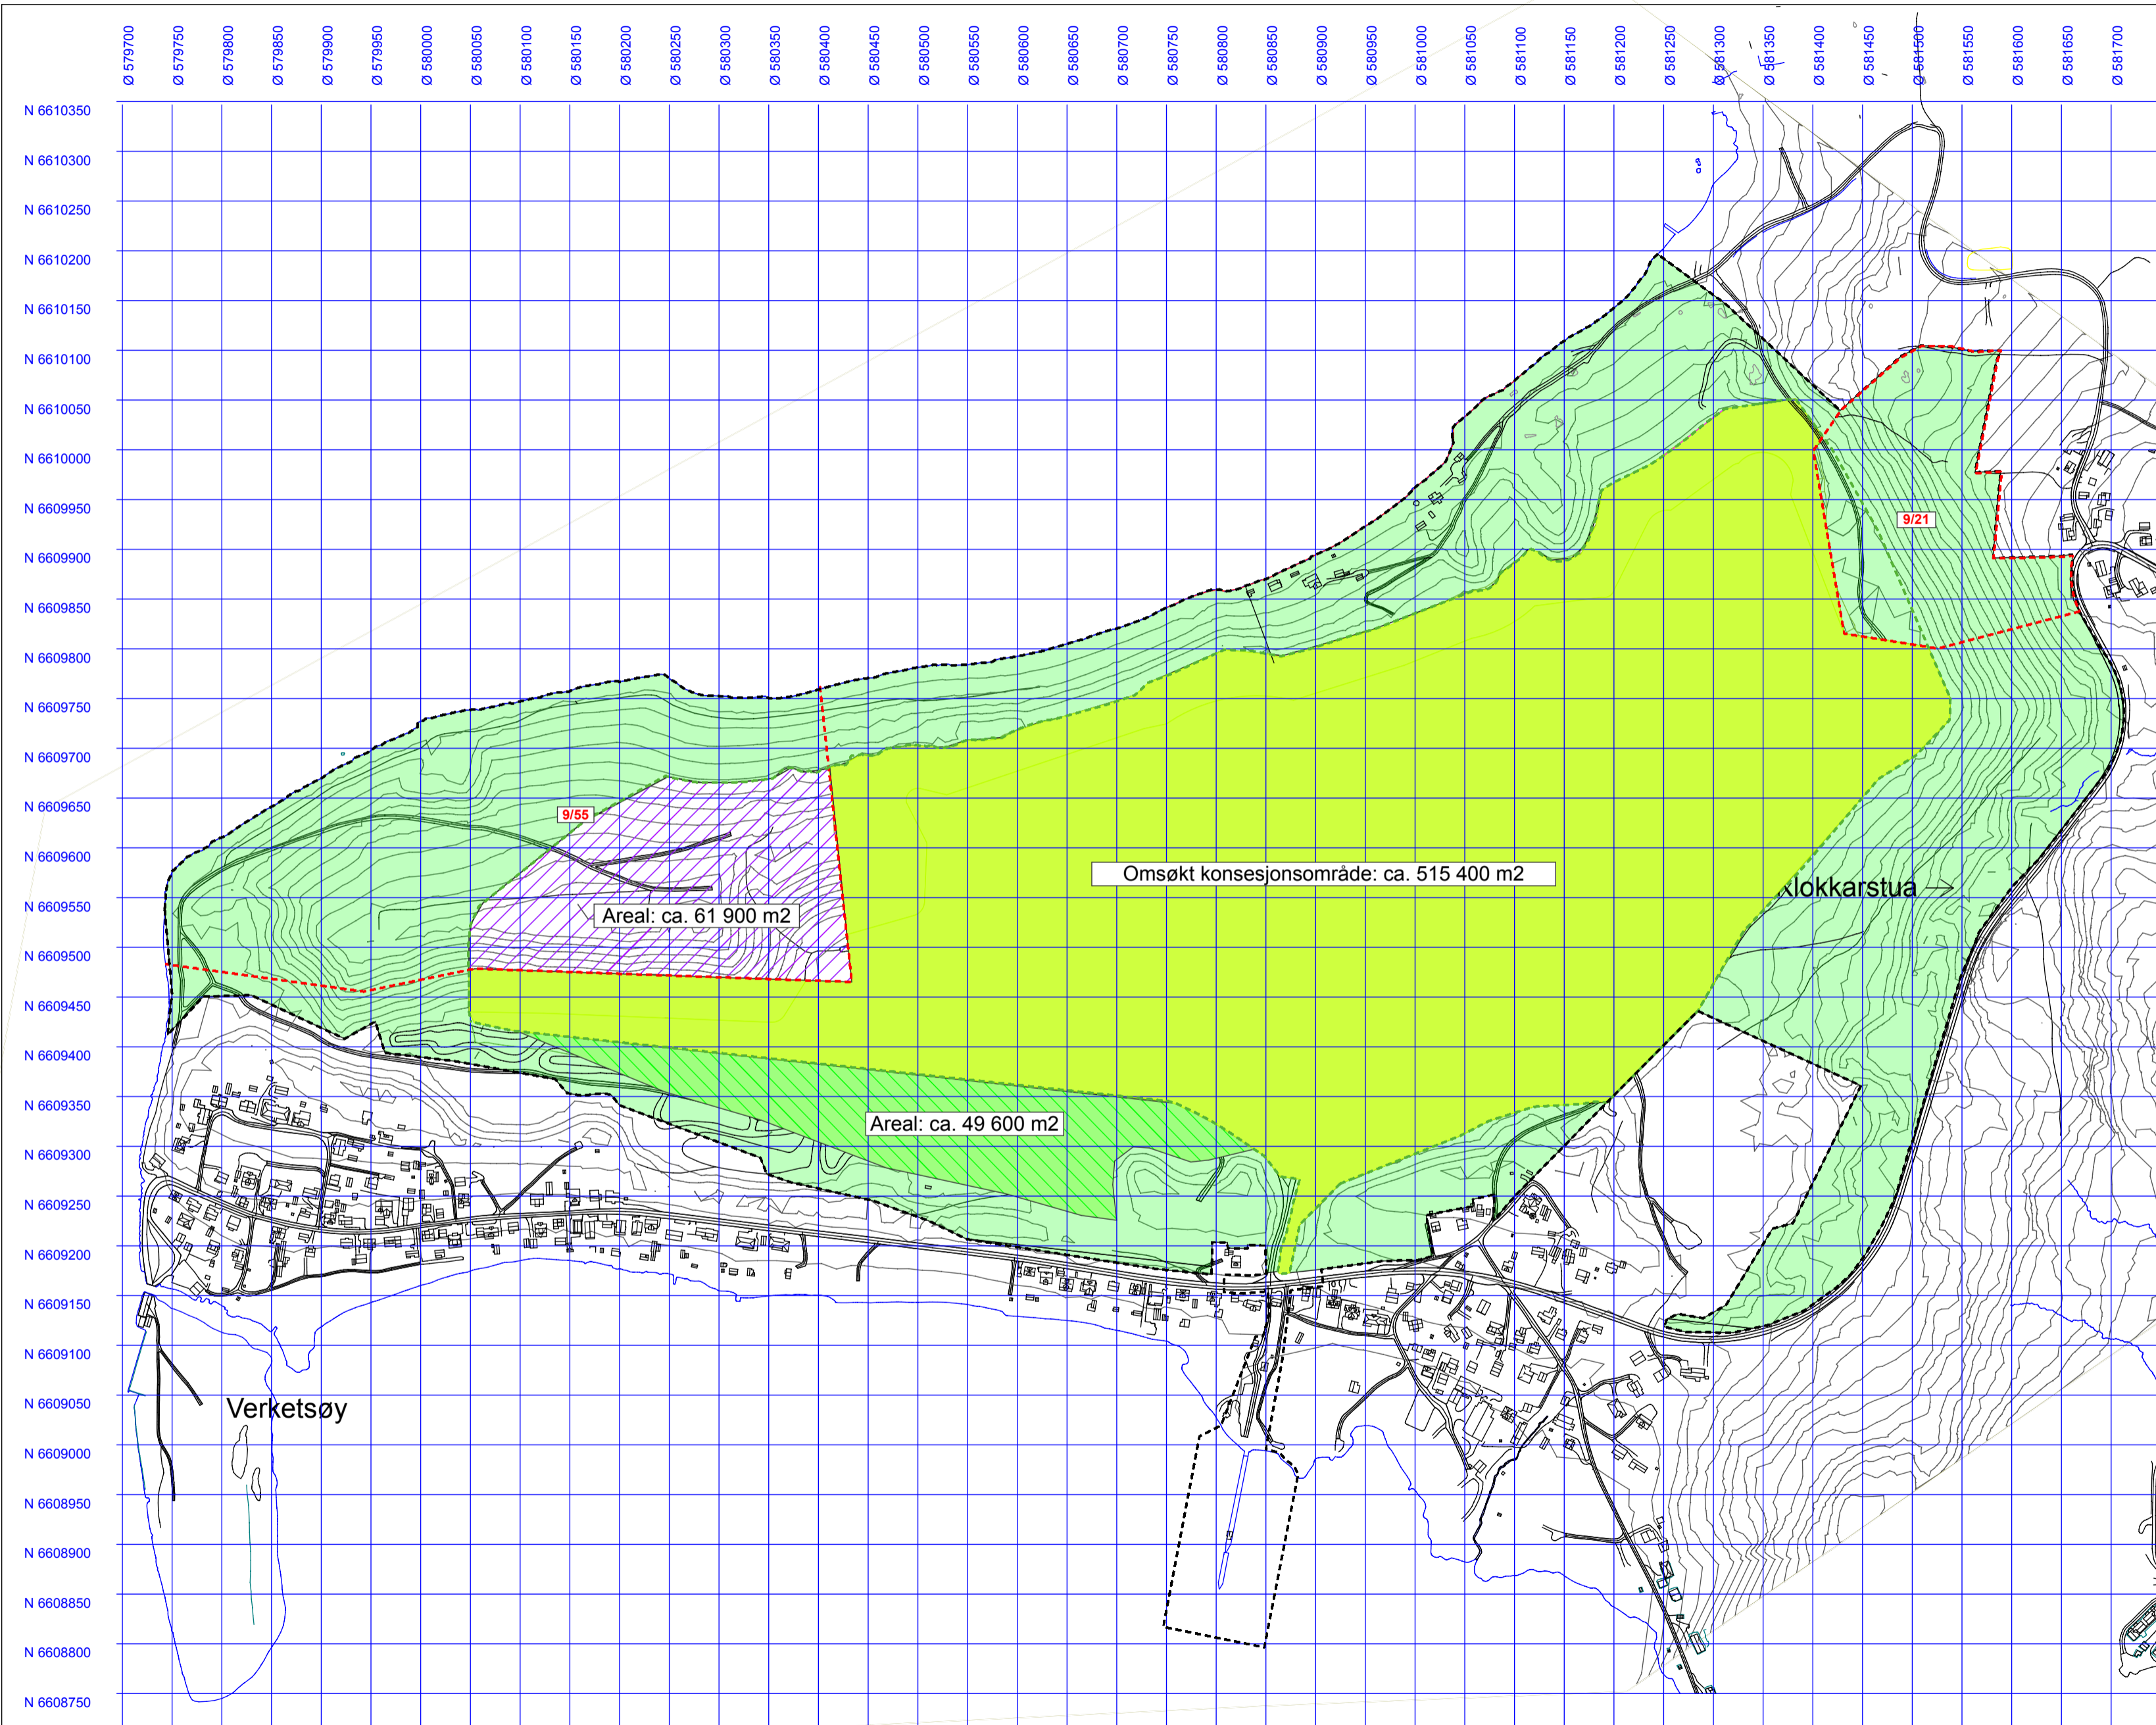 Ø 579700
Ø 579750
Ø 579800
Ø 579850
Ø 579900
Ø 579950
Ø 580000
Ø 580050
Ø 580100
Ø 580150
Ø 580200
Ø 580250
Ø 580300
Ø 580350
Ø 580400
Ø 580450
Ø 580500
Ø 580550
Ø 580600
Ø 580650
Ø 580700
Ø 580750
Ø 580800
Ø 580850
Ø 580900
Ø 580950
Ø 581000
Ø 581050
Ø 581100
Ø 581150
Ø 581200
Ø 581250
Ø 581300
Ø 581350
Ø 581400
Ø 581450
Ø 581500
Ø 581550
Ø 581600
Ø 581650
Ø 581700
N 6610350
N 6610300
N 6610250
N 6610200
N 6610150
N 6610100
N 6610050
N 6610000
N 6609950
9/21
N 6609900
N 6609850
N 6609800
N 6609750
N 6609700
N 6609650
9/55
N 6609600
Omsøkt konsesjonsområde: ca. 515 400 m2
Klokkarstua
N 6609550
Areal: ca. 61 900 m2
N 6609500
N 6609450
N 6609400
N 6609350
Areal: ca. 49 600 m2
N 6609300
N 6609250
N 6609200
N 6609150
N 6609100
N 6609050
Verketsøy
N 6609000
N 6608950
N 6608900
N 6608850
N 6608800
N 6608750